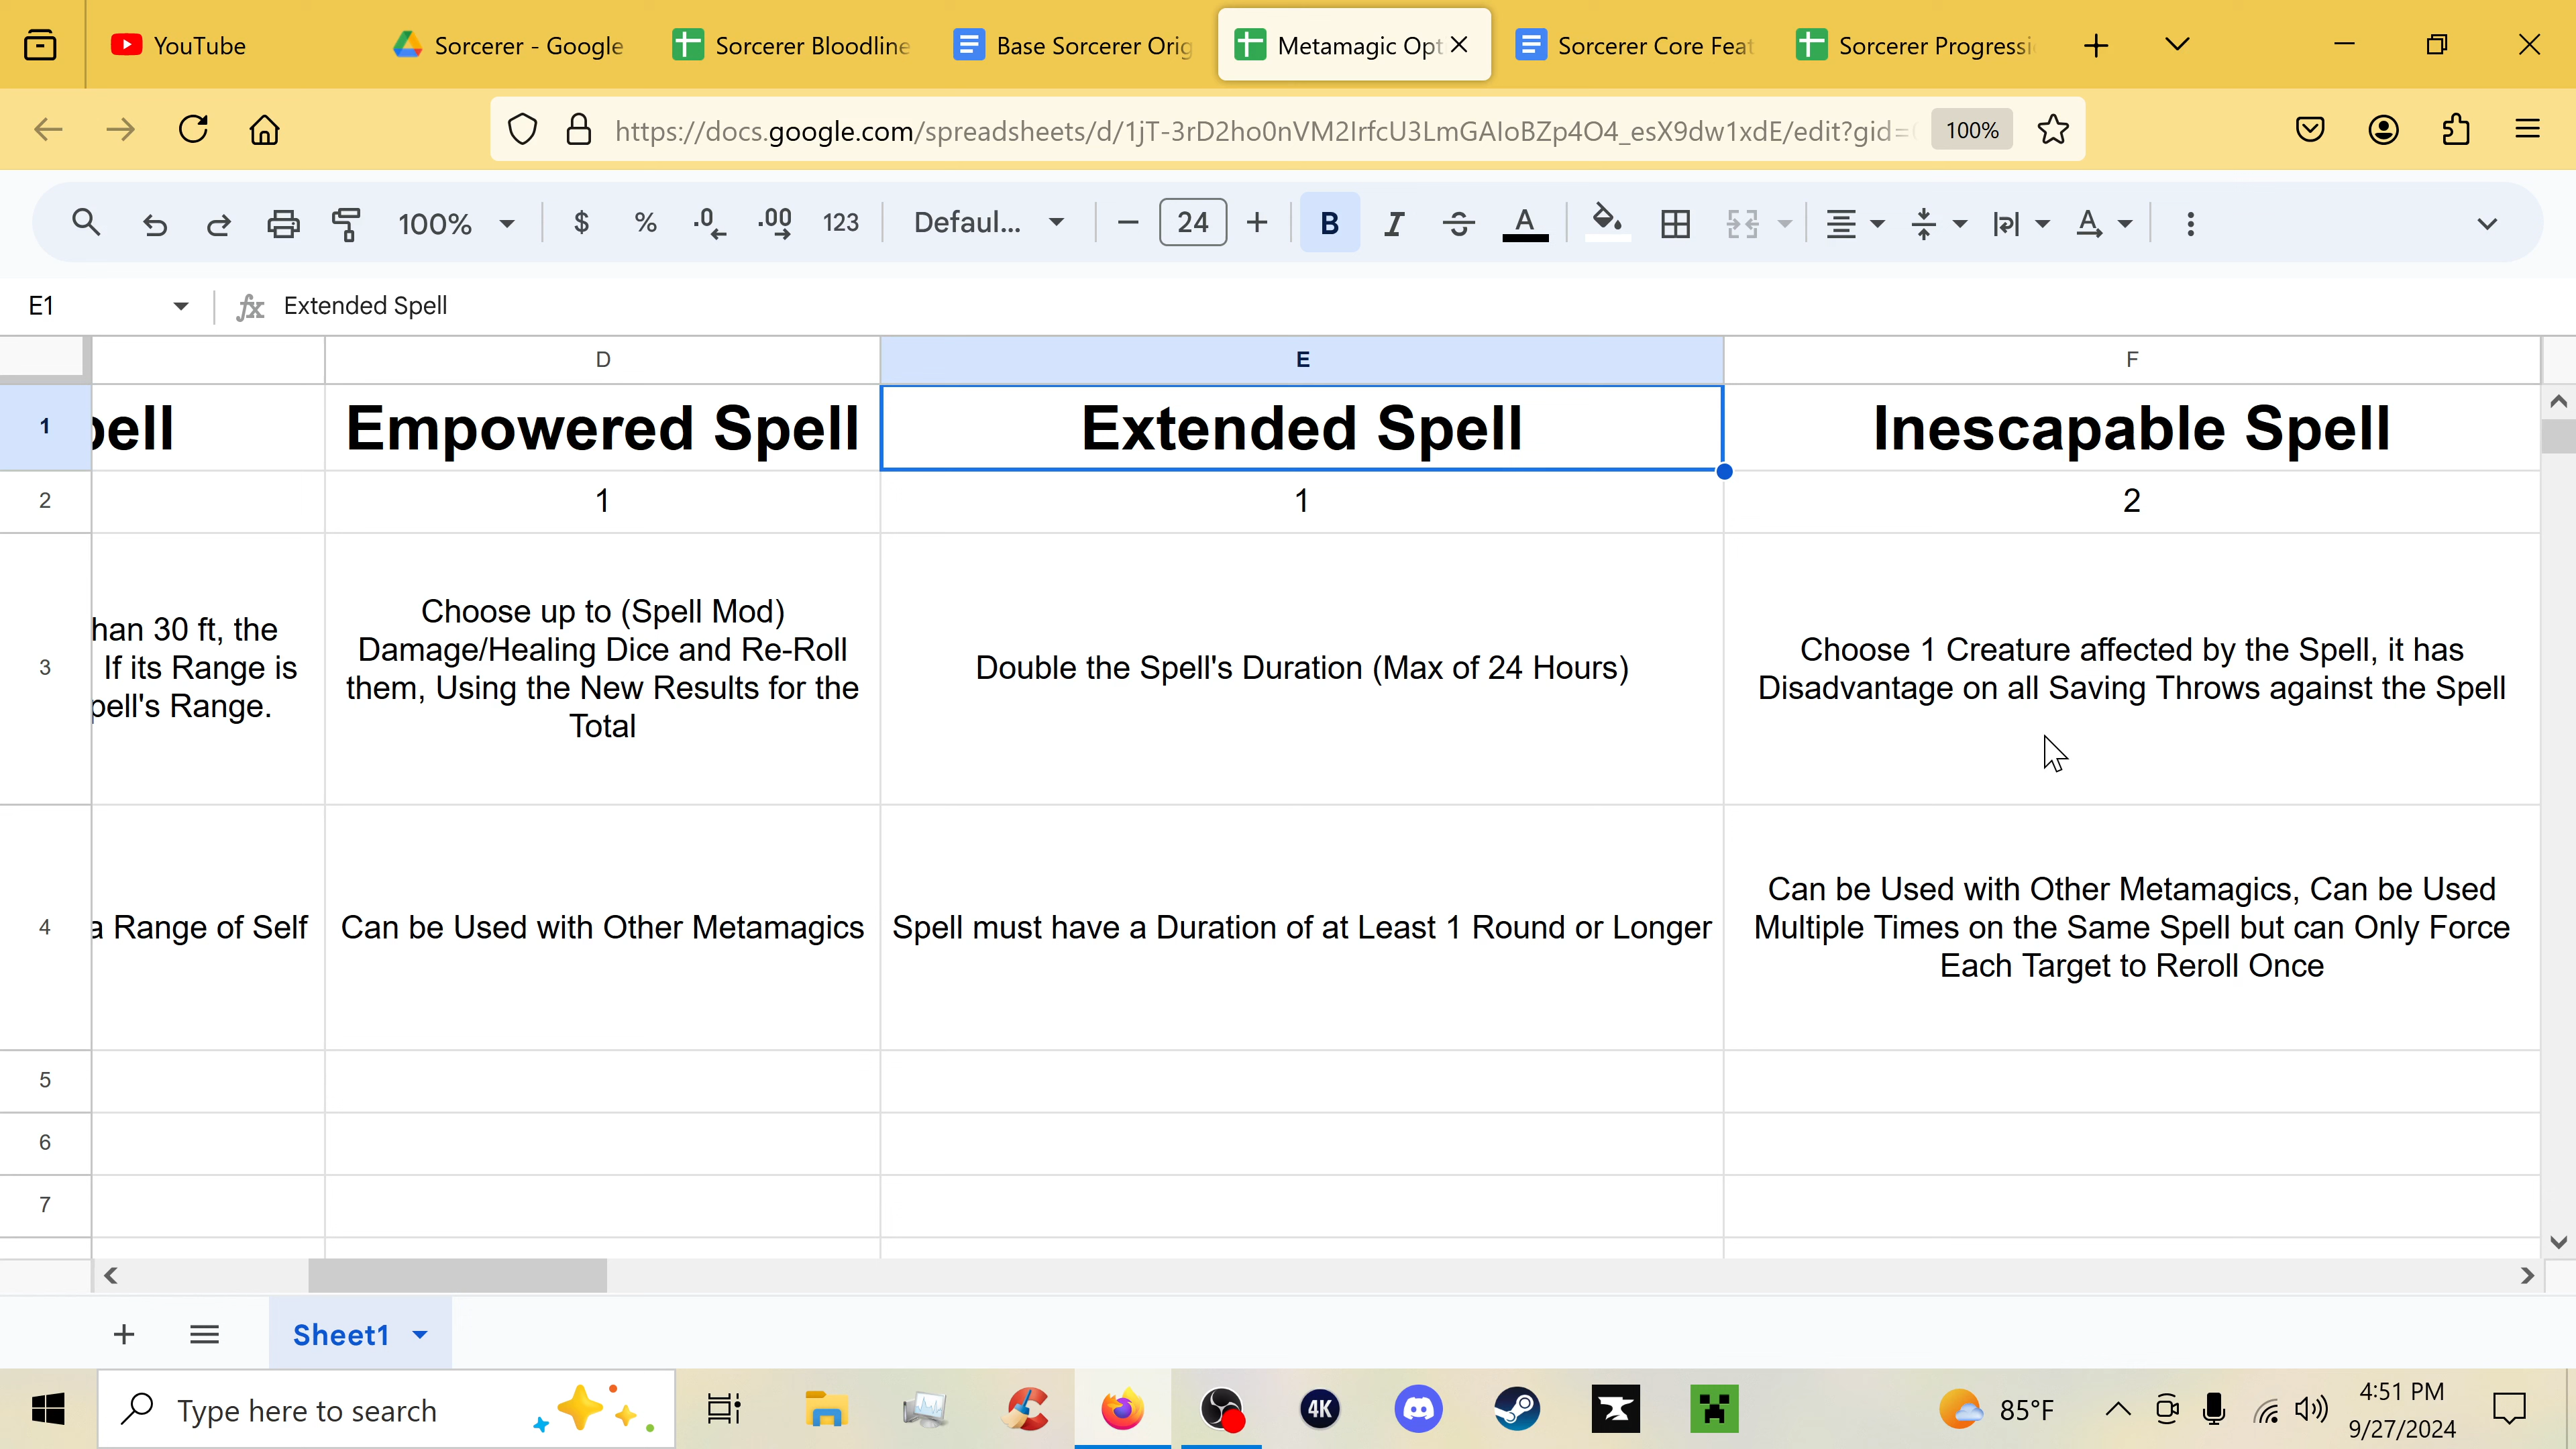 YouTube
Sorcerer - Google
Sorcerer Bloodline
Base Sorcerer Orig
Metamagic Opt
Sorcerer Core Feat
Sorcerer Progressi
https://docs.google.com/spreadsheets/d/1jT-3rD2ho0nVM2IrfcU3LmGAIoBZp4O4_esX9dw1xdE/edit?gid=
100%
100%
$ % .0 .00 123
Defaul...
24
B I A
E1
fx Extended Spell
D E F
1
pell
Empowered Spell
Extended Spell
Inescapable Spell
2
1
1
2
3
han 30 ft, the
If its Range is
pell's Range.
Choose up to (Spell Mod)
Damage/Healing Dice and Re-Roll
them, Using the New Results for the
Total
Double the Spell's Duration (Max of 24 Hours)
Choose 1 Creature affected by the Spell, it has
Disadvantage on all Saving Throws against the Spell
4
a Range of Self
Can be Used with Other Metamagics
Spell must have a Duration of at Least 1 Round or Longer
Can be Used with Other Metamagics, Can be Used
Multiple Times on the Same Spell but can Only Force
Each Target to Reroll Once
5
6
7
Sheet1
Type here to search
4K
85°F
4:51 PM
9/27/2024